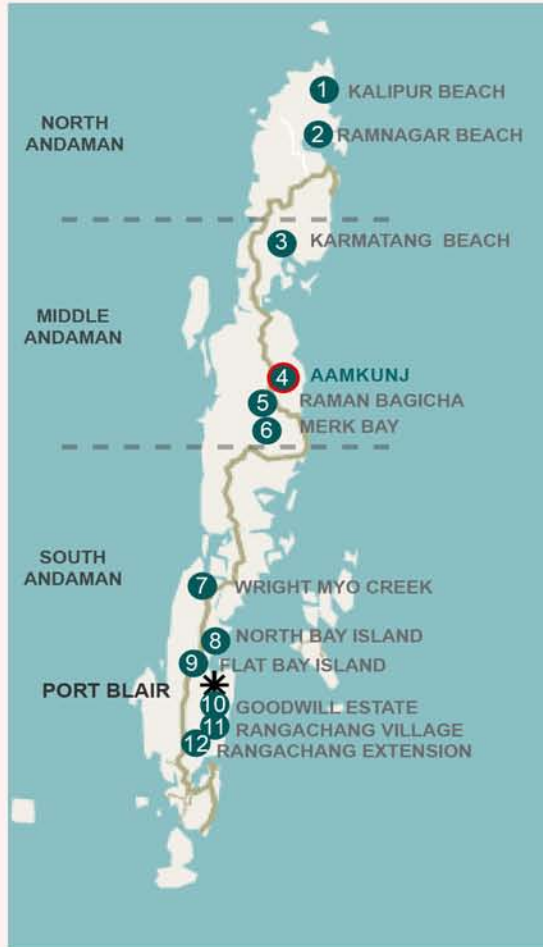 1 KALIPUR BEACH
NORTH
ANDAMAN
2 RAMNAGAR BEACH
3 KARMATANG BEACH
MIDDLE
ANDAMAN
4 AAMKUNJ
5 RAMAN BAGICHA
6 MERK BAY
SOUTH
ANDAMAN
7 WRIGHT MYO CREEK
8 NORTH BAY ISLAND
9 FLAT BAY ISLAND
PORT BLAIR
10 GOODWILL ESTATE
11 RANGACHANG VILLAGE
12 RANGACHANG EXTENSION